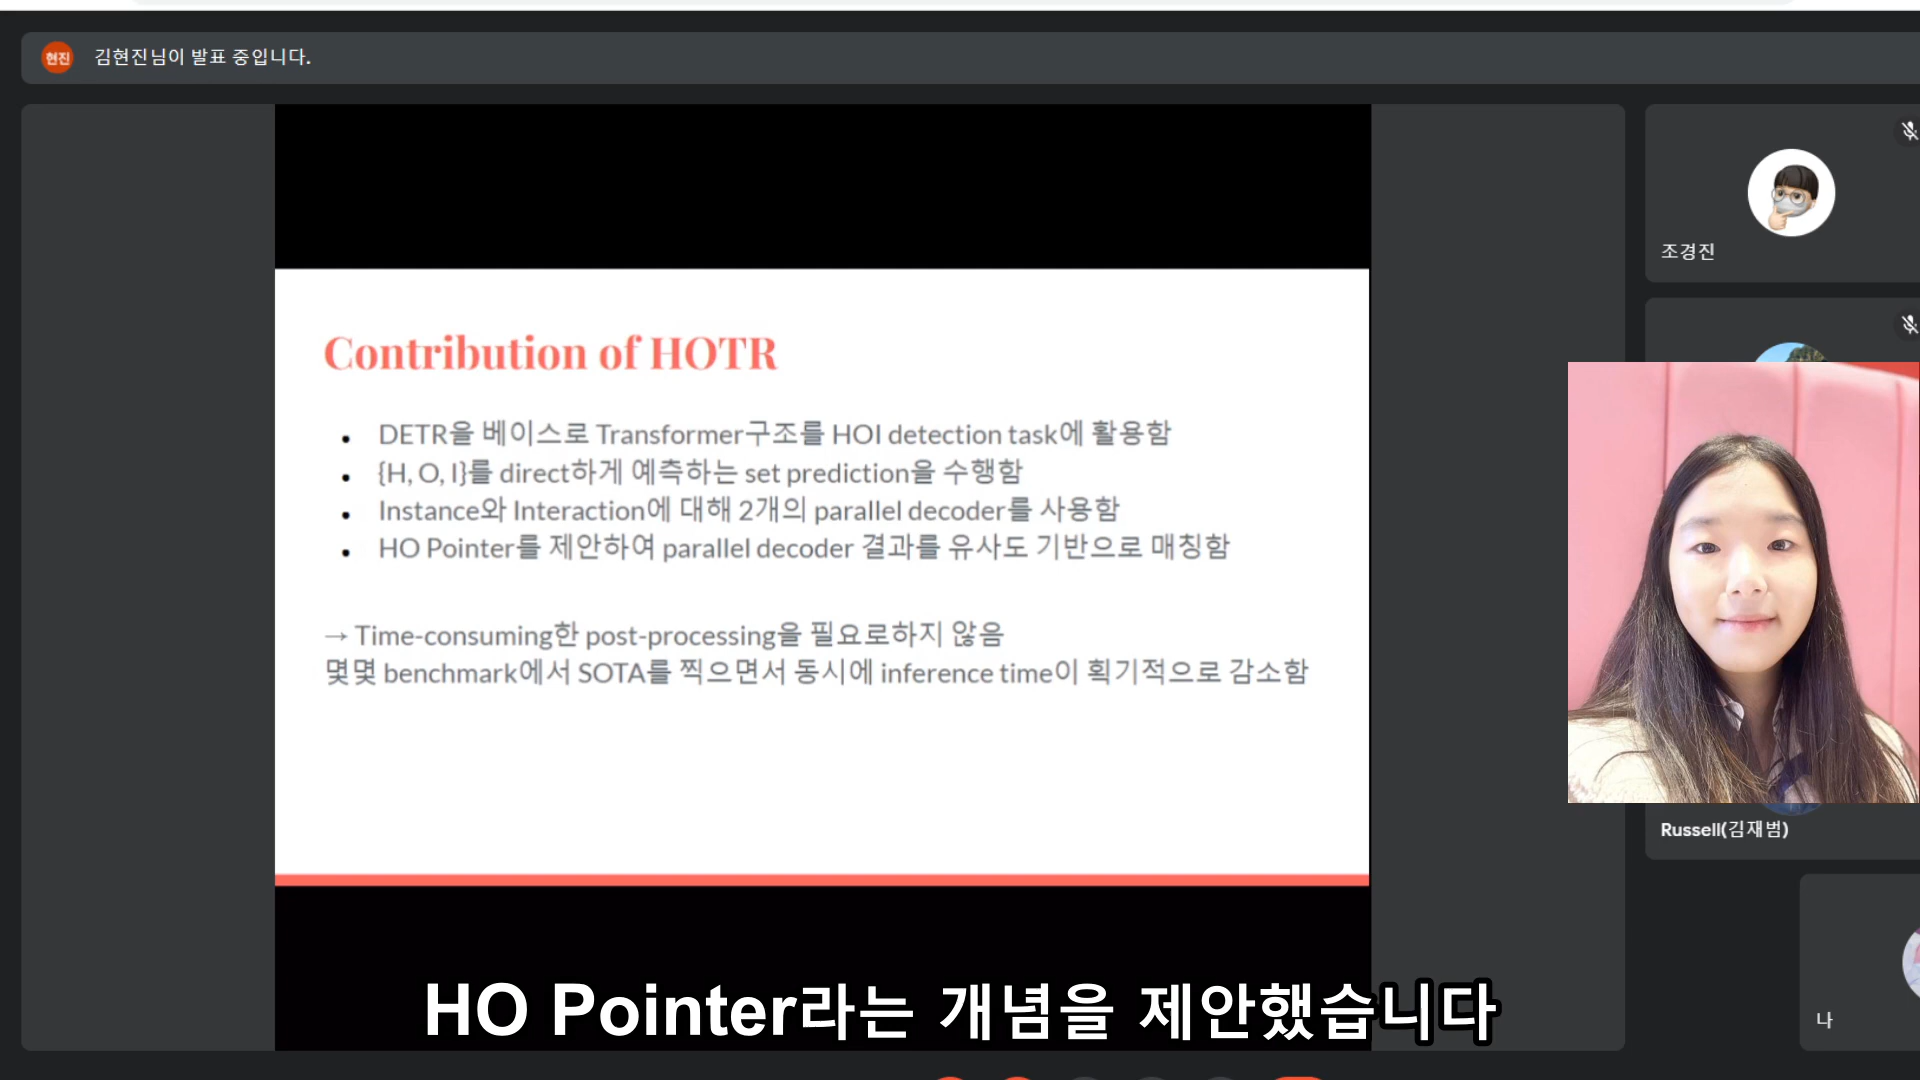 현진 김현진님이 발표 중입니다.
조경진
Contribution of HOTR
• DETR을 베이스로 Transformer구조를 HOI detection task에 활용함
• {H, O, I}를 direct하게 예측하는 set prediction을 수행함
• Instance와 Interaction에 대해 2개의 parallel decoder를 사용함
• HO Pointer를 제안하여 parallel decoder 결과를 유사도 기반으로 매칭함
→ Time-consuming한 post-processing을 필요로하지 않음
몇몇 benchmark에서 SOTA를 찍으면서 동시에 inference time이 획기적으로 감소함
Russell(김재범)
HO Pointer라는 개념을 제안했습니다
나